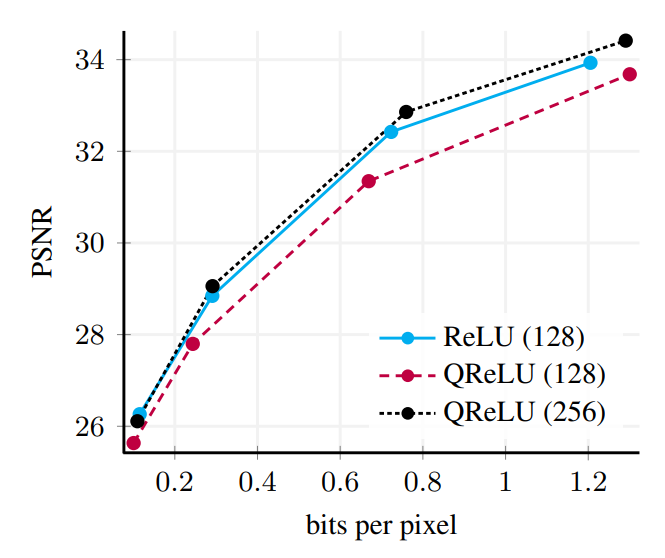 34
32
30
28
26
PSNR
ReLU (128)
QReLU (128)
QReLU (256)
0.2 0.4 0.6 0.8 1 1.2
bits per pixel